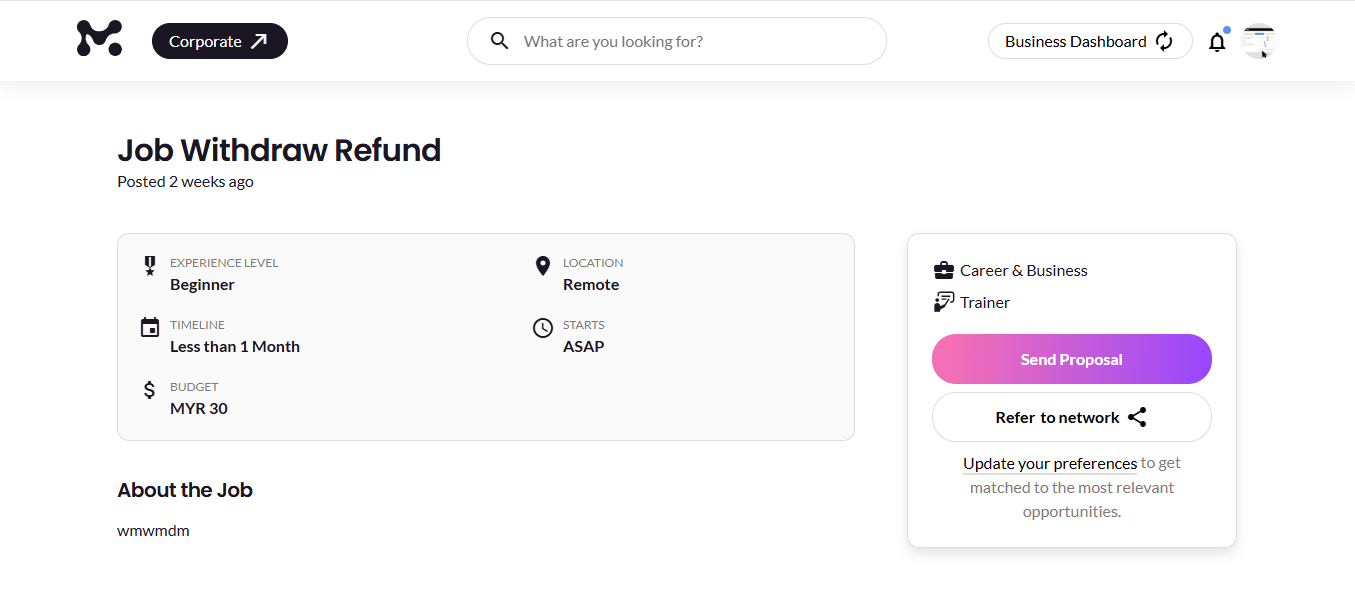 Corporate
What are you looking for?
Business Dashboard
Job Withdraw Refund
Posted 2 weeks ago
EXPERIENCE LEVEL
Beginner
LOCATION
Remote
TIMELINE
Less than 1 Month
STARTS
ASAP
BUDGET
MYR 30
About the Job
wmwmdm
Career & Business
Trainer
Send Proposal
Refer to network
Update your preferences to get
matched to the most relevant
opportunities.